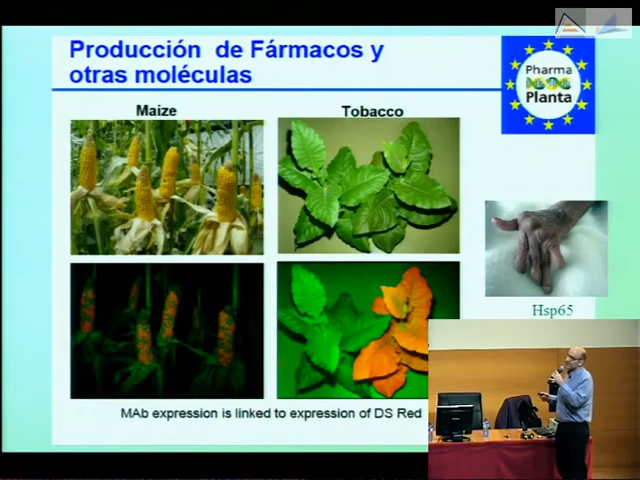 Producción de Fármacos y
otras moléculas
Pharma
Planta
Maize
Tobacco
Hsp65
MAb expression is linked to expression of DS Red